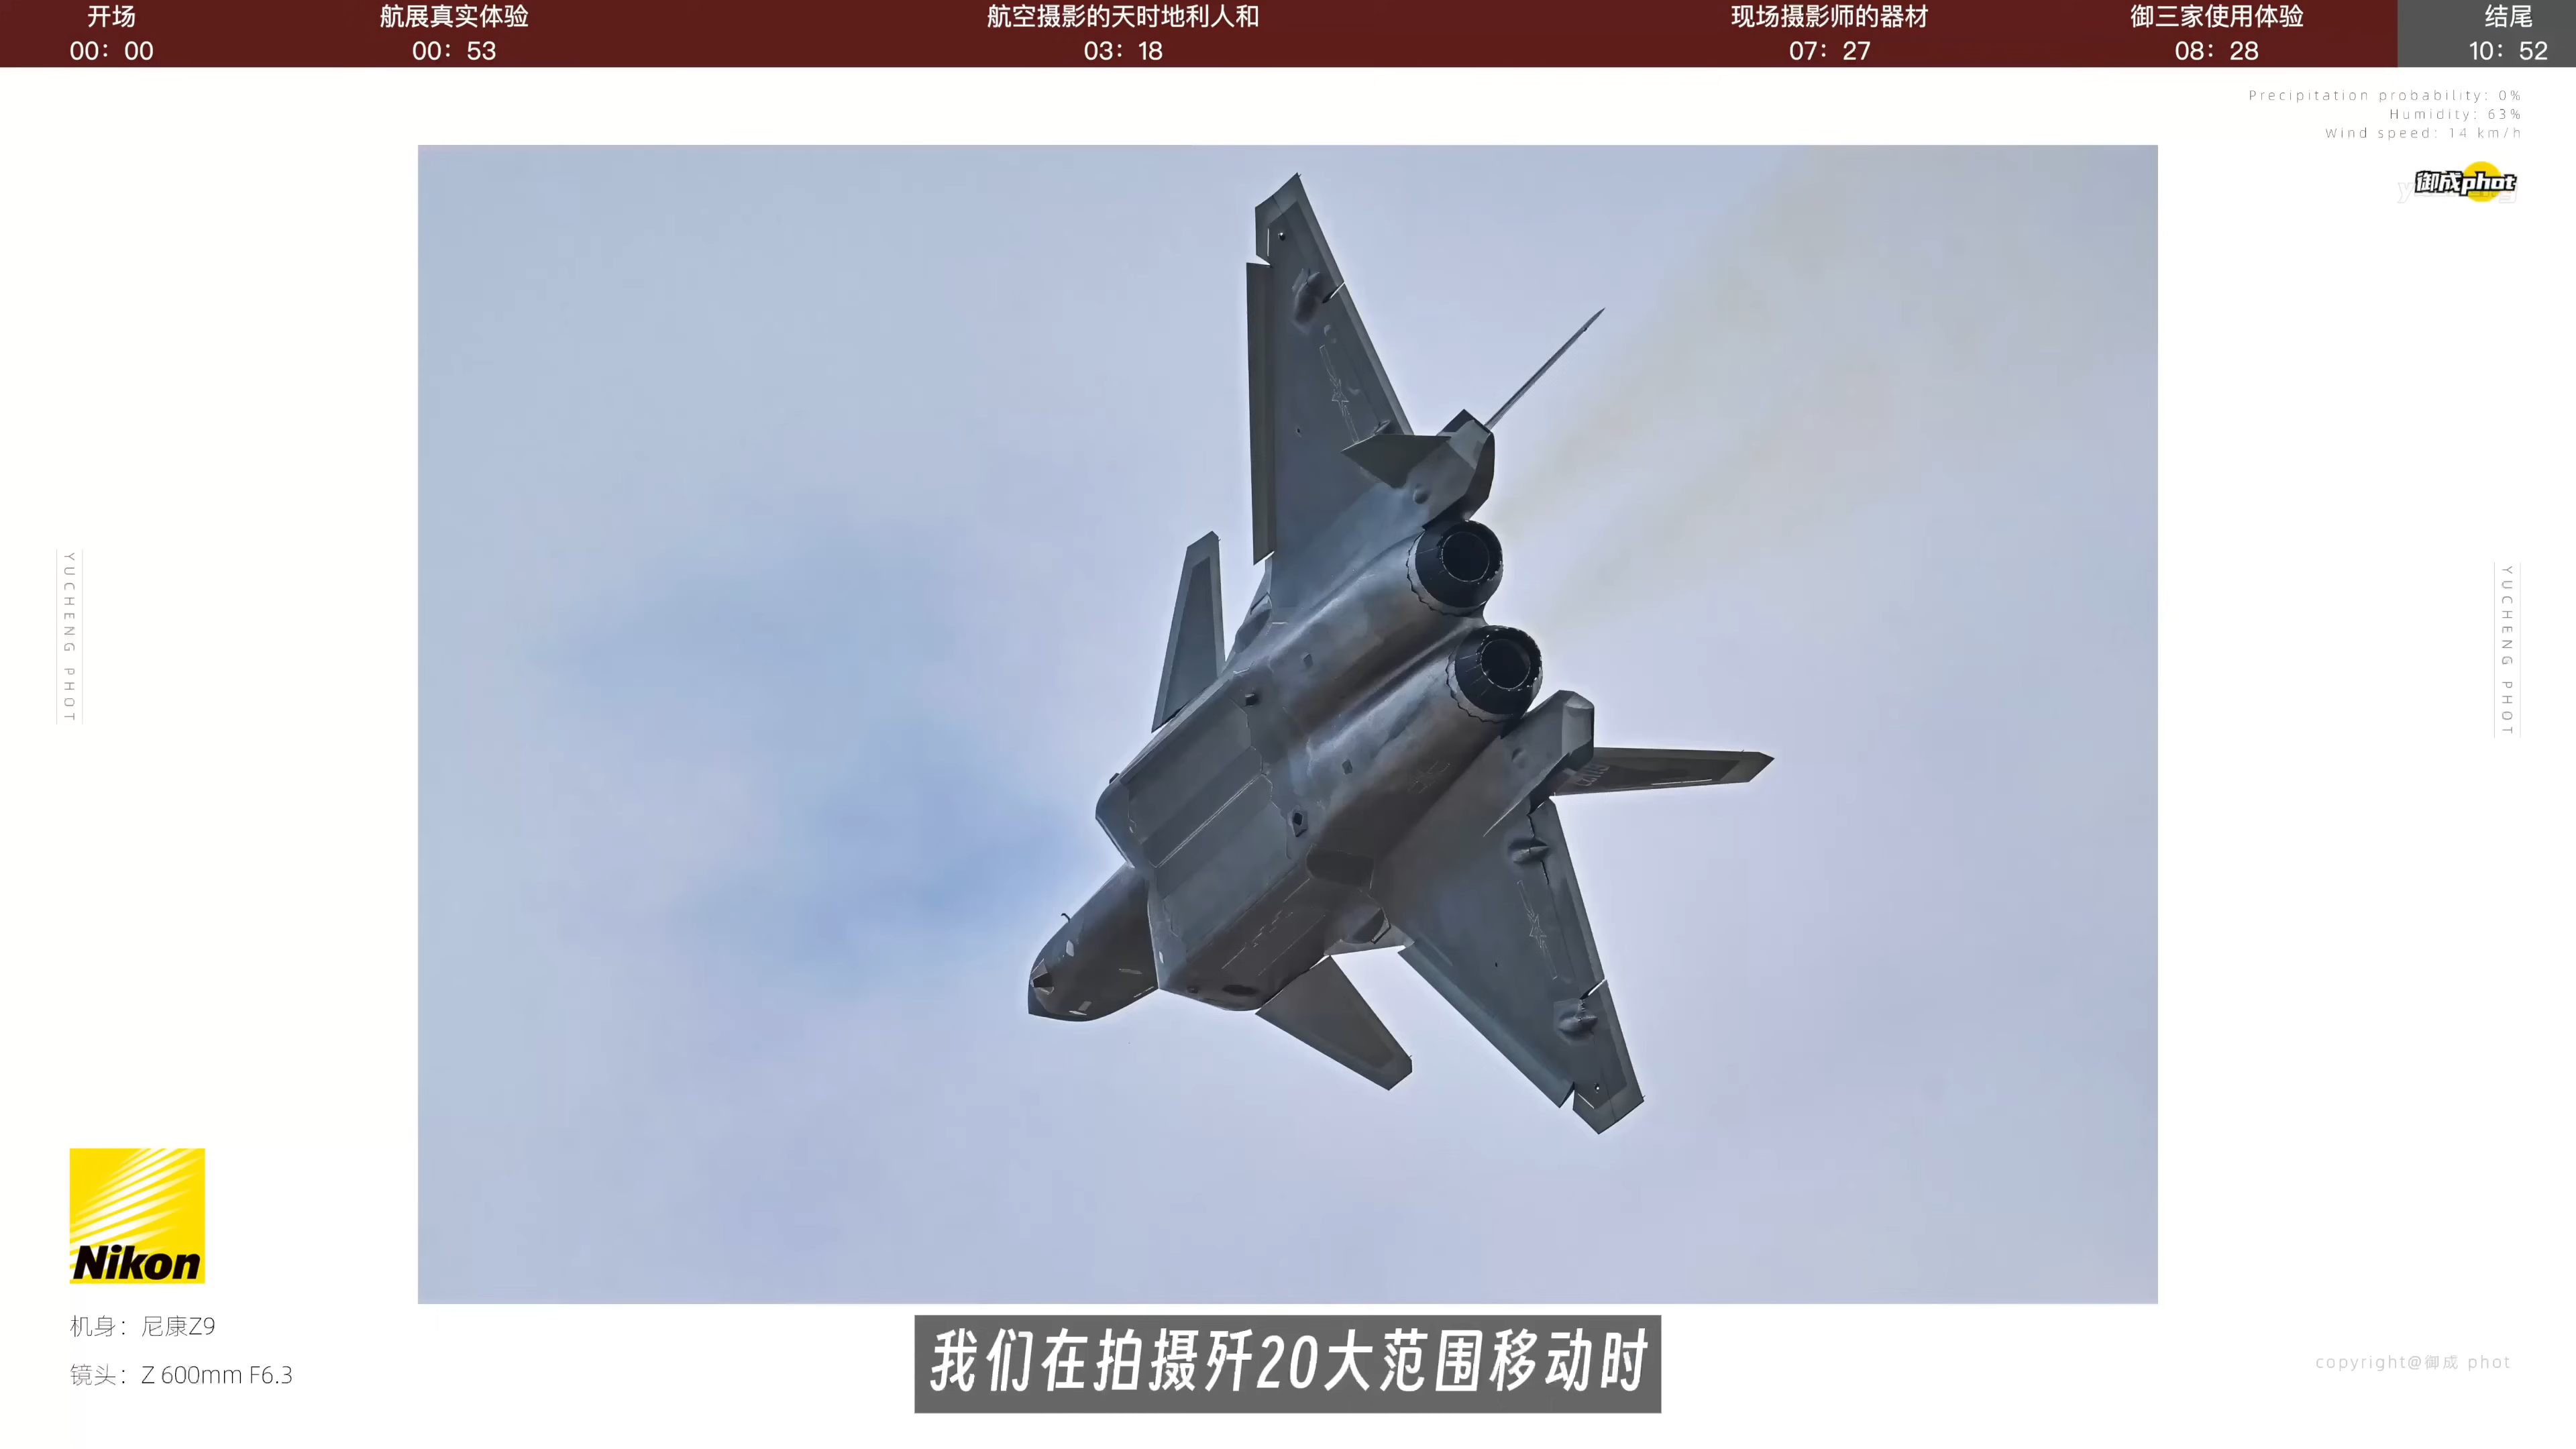 开场
00：00
航展真实体验
00：53
航空摄影的天时地利人和
03：18
现场摄影师的器材
07：27
御三家使用体验
08：28
结尾
10：52
Precipitation probability: 0%
Humidity: 63%
Wind speed: 14 km/h
御成phot
YUCHENG PHOT
YUCHENG PHOT
Nikon
机身：尼康Z9
镜头：Z 600mm F6.3
我们在拍摄歼20大范围移动时
copyright@御成 phot